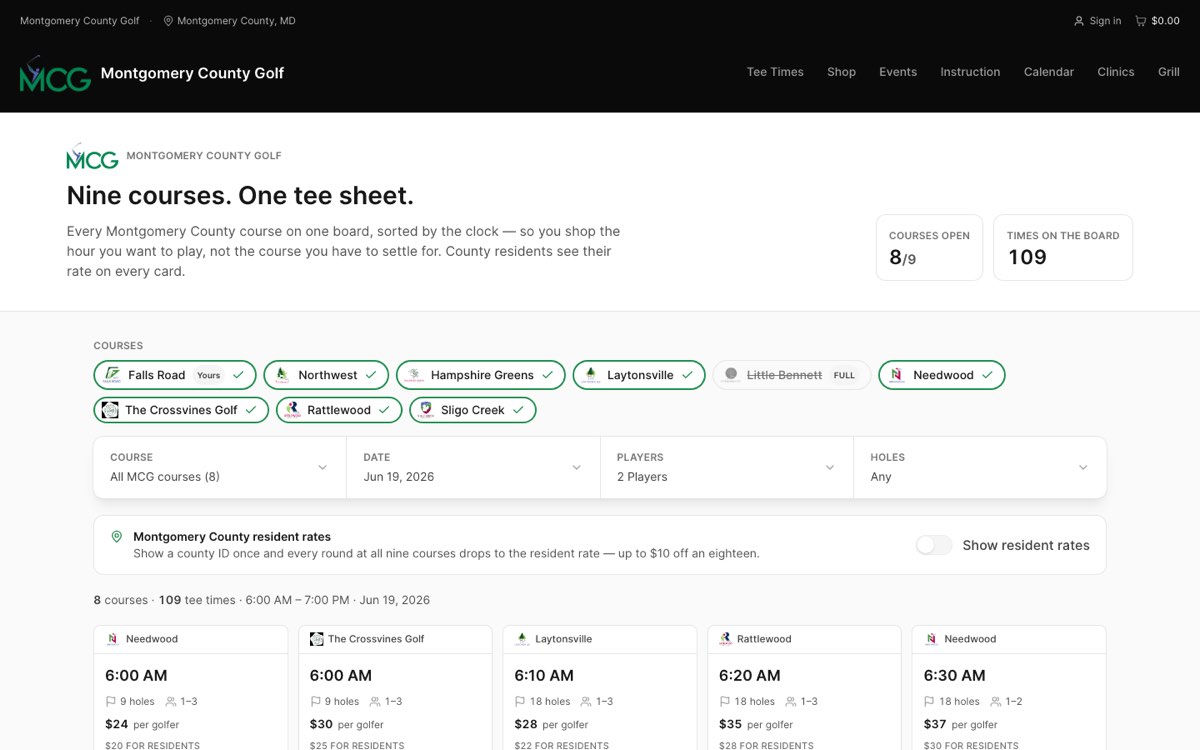 Montgomery County Golf · Montgomery County, MD
Sign in $0.00
MCG Montgomery County Golf
Tee Times Shop Events Instruction Calendar Clinics Grill
MCG MONTGOMERY COUNTY GOLF
Nine courses. One tee sheet.
Every Montgomery County course on one board, sorted by the clock — so you shop the
hour you want to play, not the course you have to settle for. County residents see their
rate on every card.
COURSES OPEN
8/9
TIMES ON THE BOARD
109
COURSES
Falls Road Yours
Northwest
Hampshire Greens
Laytonsville
Little Bennett FULL
Needwood
The Crossvines Golf
Rattlewood
Sligo Creek
COURSE
All MCG courses (8)
DATE
Jun 19, 2026
PLAYERS
2 Players
HOLES
Any
Montgomery County resident rates
Show a county ID once and every round at all nine courses drops to the resident rate — up to $10 off an eighteen.
Show resident rates
8 courses · 109 tee times · 6:00 AM – 7:00 PM · Jun 19, 2026
Needwood
6:00 AM
9 holes 1–3
$24 per golfer
$20 FOR RESIDENTS
The Crossvines Golf
6:00 AM
9 holes 1–3
$30 per golfer
$25 FOR RESIDENTS
Laytonsville
6:10 AM
18 holes 1–3
$28 per golfer
$22 FOR RESIDENTS
Rattlewood
6:20 AM
18 holes 1–3
$35 per golfer
$28 FOR RESIDENTS
Needwood
6:30 AM
18 holes 1–2
$37 per golfer
$30 FOR RESIDENTS